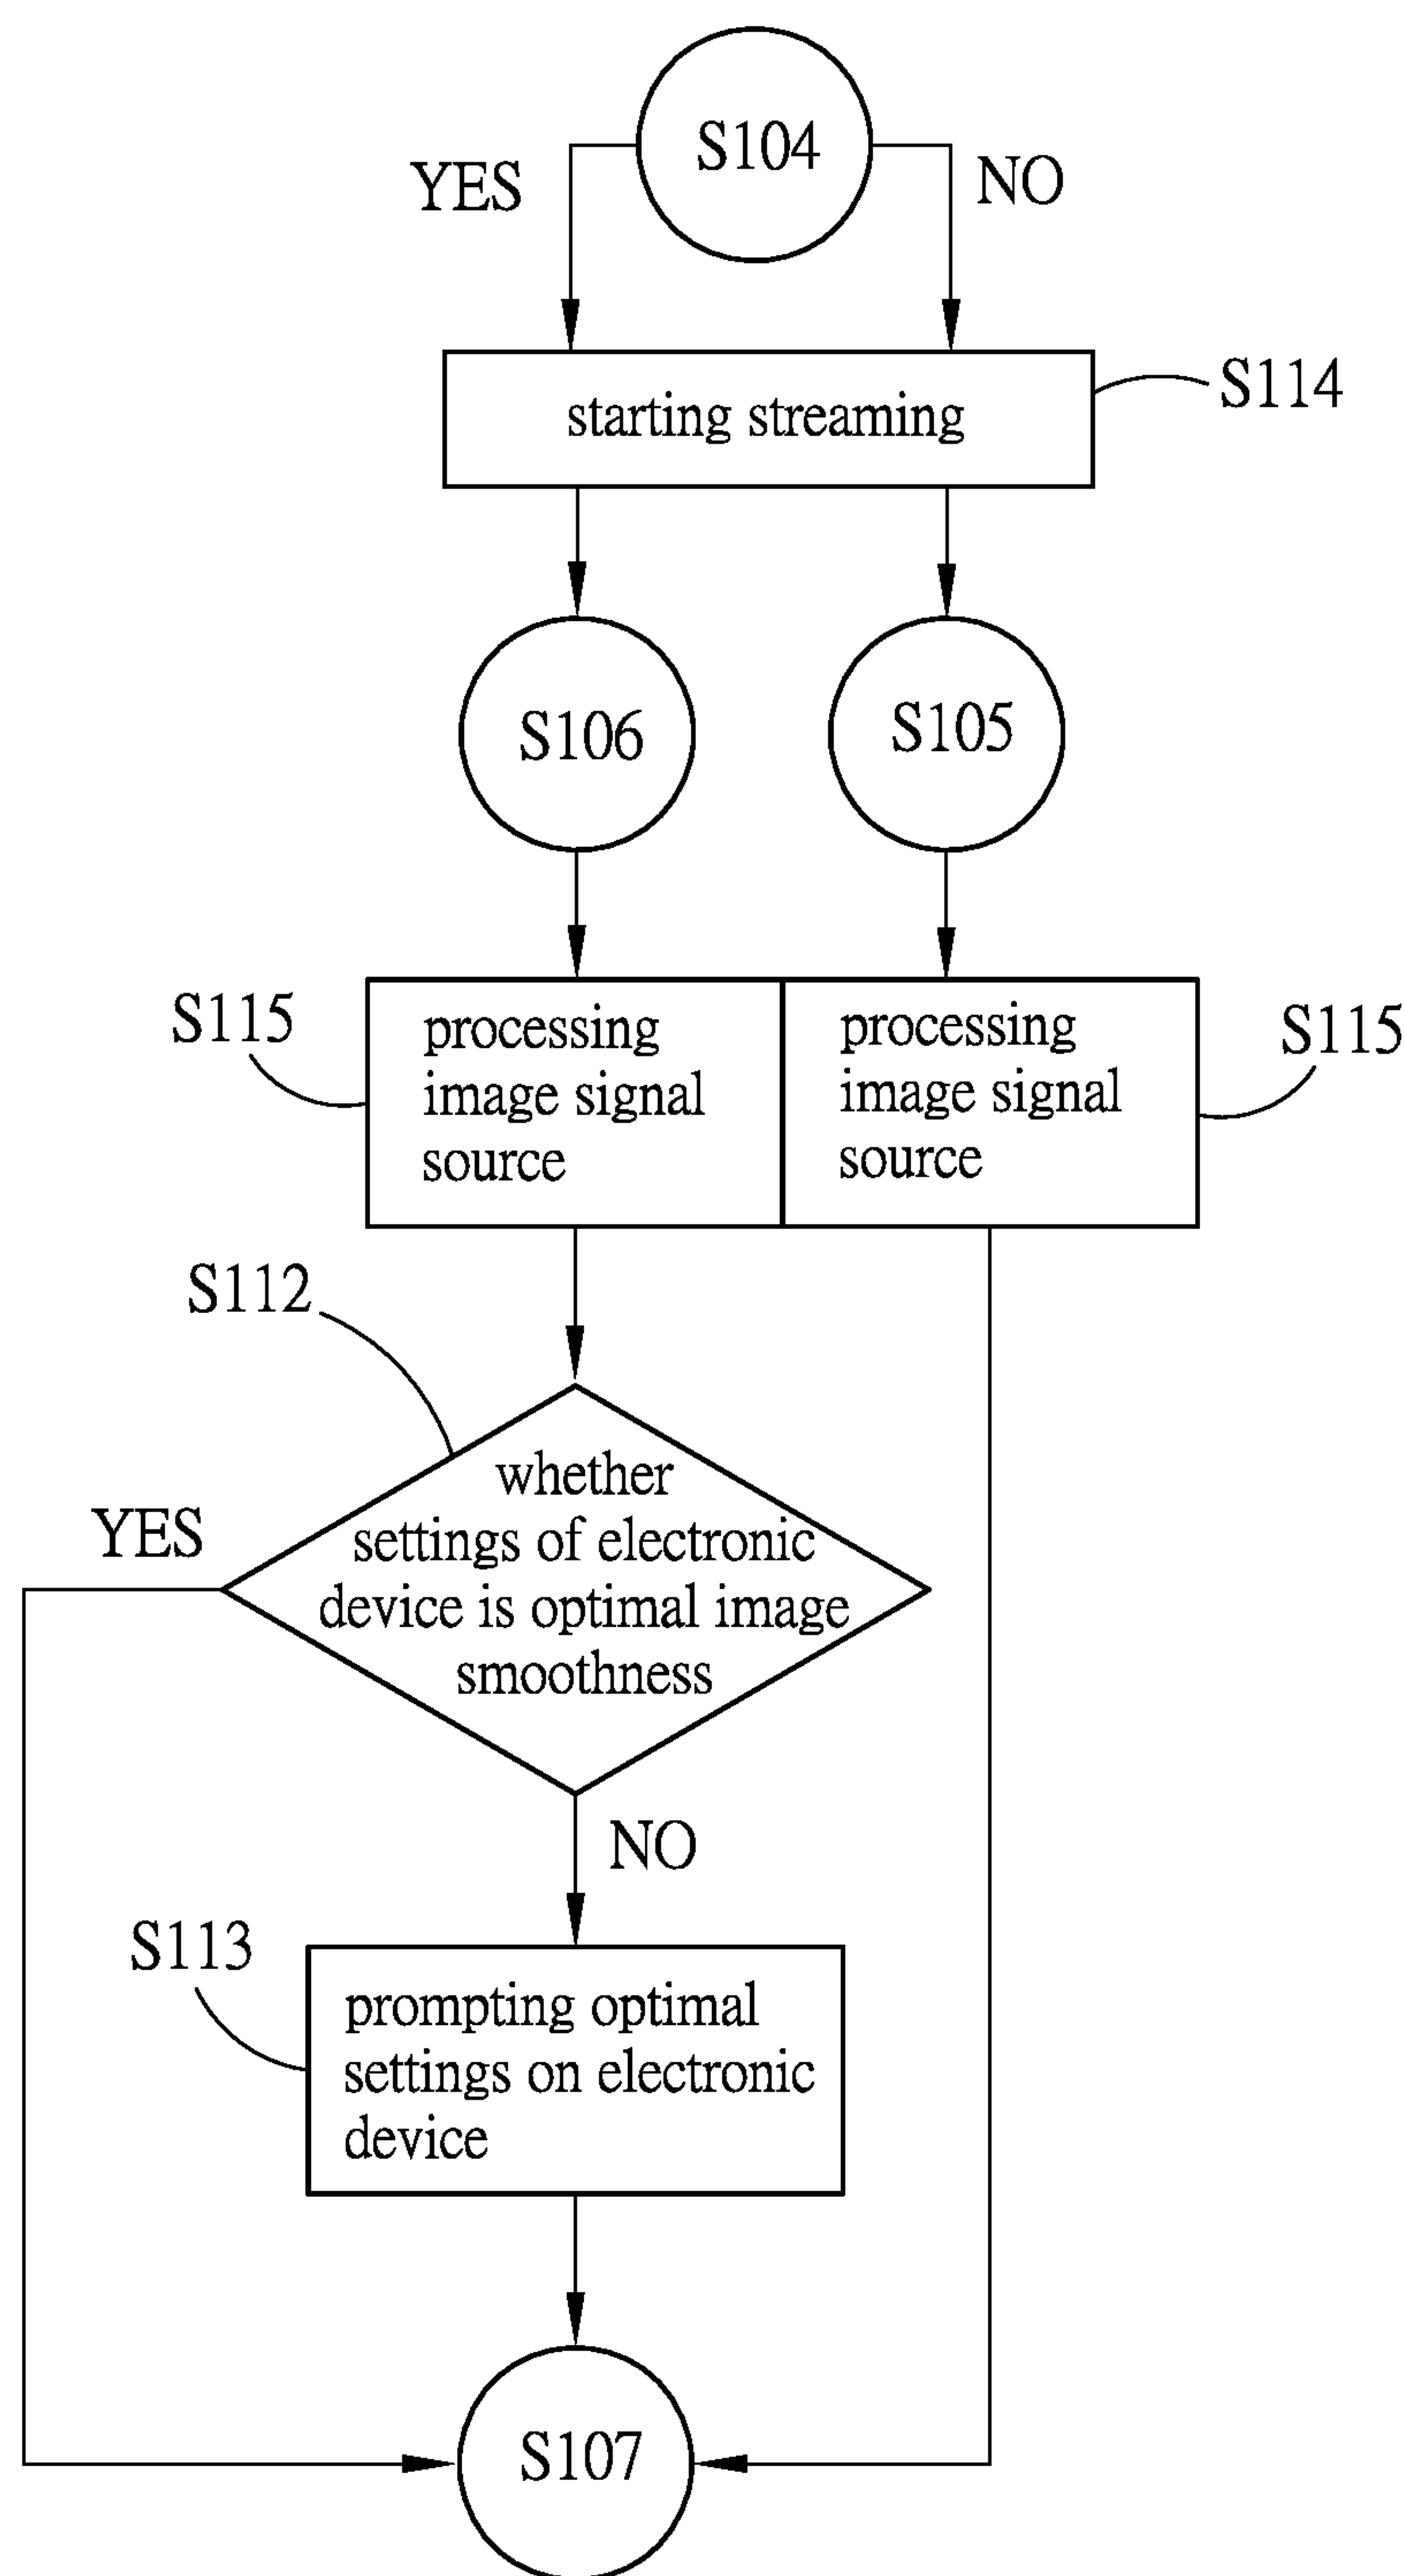 S104
YES
NO
starting streaming
S114
S106
S105
S115
processing
image signal
source
processing
image signal
source
S115
S112
whether
settings of electronic
device is optimal image
smoothness
YES
NO
S113
prompting optimal
settings on electronic
device
S107